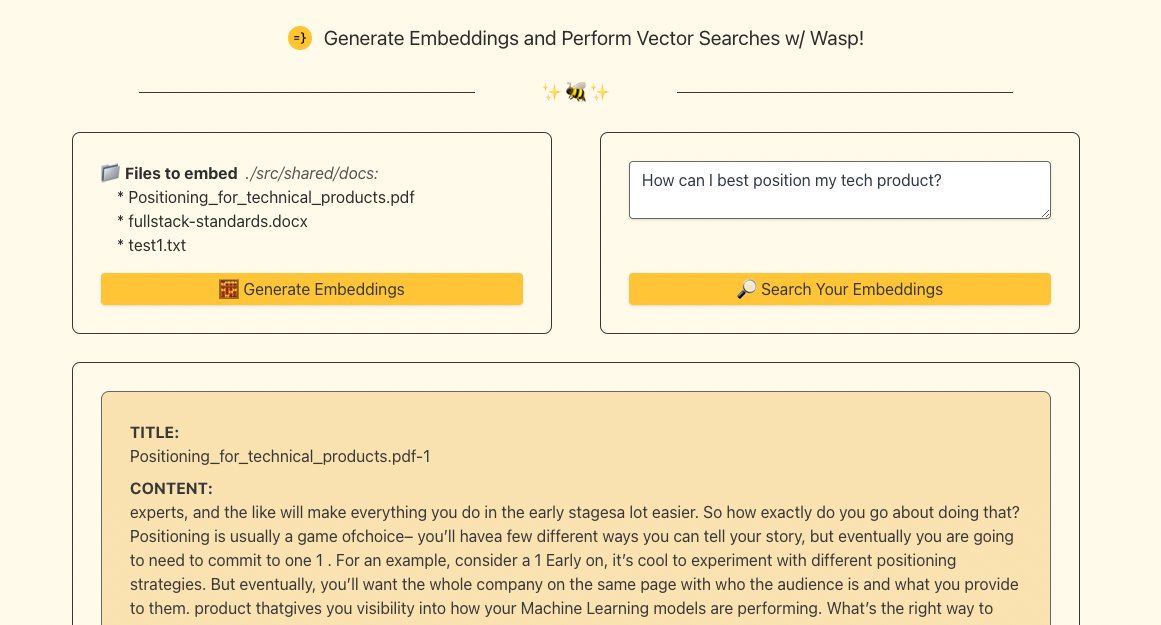 =} Generate Embeddings and Perform Vector Searches w/ Wasp!
Files to embed ./src/shared/docs:
* Positioning_for_technical_products.pdf
* fullstack-standards.docx
* test1.txt
Generate Embeddings
How can I best position my tech product?
Search Your Embeddings
TITLE:
Positioning_for_technical_products.pdf-1
CONTENT:
experts, and the like will make everything you do in the early stagesa lot easier. So how exactly do you go about doing that?
Positioning is usually a game ofchoice– you’ll havea few different ways you can tell your story, but eventually you are going
to need to commit to one 1 . For an example, consider a 1 Early on, it’s cool to experiment with different positioning
strategies. But eventually, you’ll want the whole company on the same page with who the audience is and what you provide
to them. product thatgives you visibility into how your Machine Learning models are performing. What’s the right way to